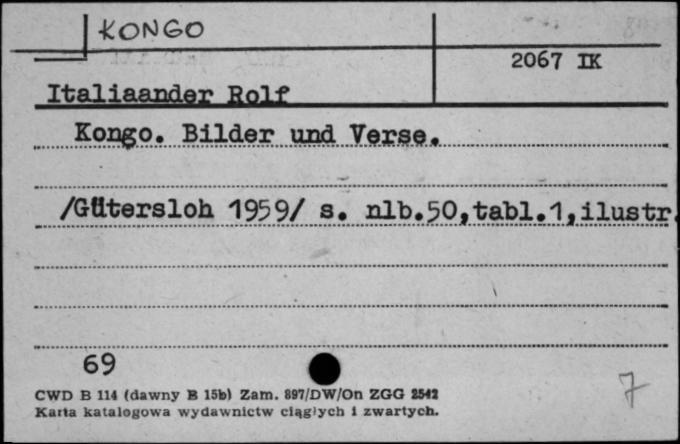 KONGO
2067 IK
Italiaander Rolf
Kongo. Bilder und Verse.
/Gütersloh 1959/ s. nlb.50,tabl.1,ilustr.
69
7
CWD B 114 (dawny B 15b) Zam. 897/DW/On ZGG 2542
Karta katalogowa wydawnictw ciągłych i zwartych.